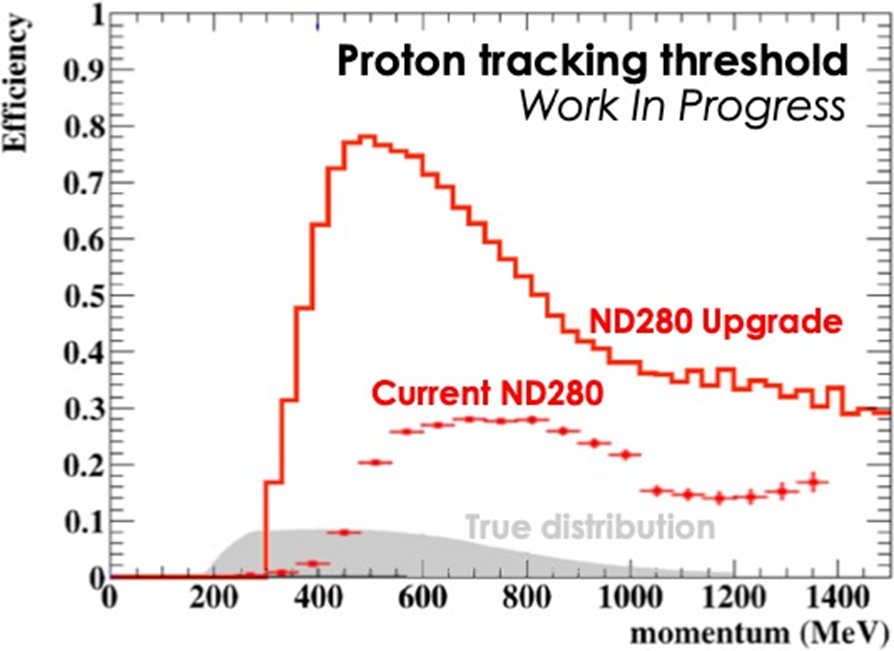 Efficiency
1
0.9
0.8
0.7
0.6
0.5
0.4
0.3
0.2
0.1
0
Proton tracking threshold
Work In Progress
ND280 Upgrade
Current ND280
True distribution
0 200 400 600 800 1000 1200 1400
momentum (MeV)